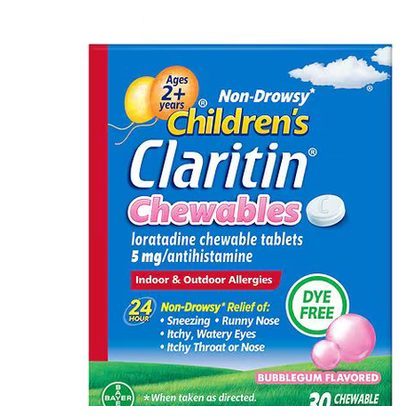 Ages
2+
years
Non-Drowsy*
Children's
Claritin®
Chewables
loratadine chewable tablets
5 mg/antihistamine
Indoor & Outdoor Allergies
24
HOUR
Non-Drowsy* Relief of:
• Sneezing • Runny Nose
• Itchy, Watery Eyes
• Itchy Throat or Nose
DYE
FREE
BUBBLEGUM FLAVORED
BAYER
*When taken as directed.
30 CHEWABLE